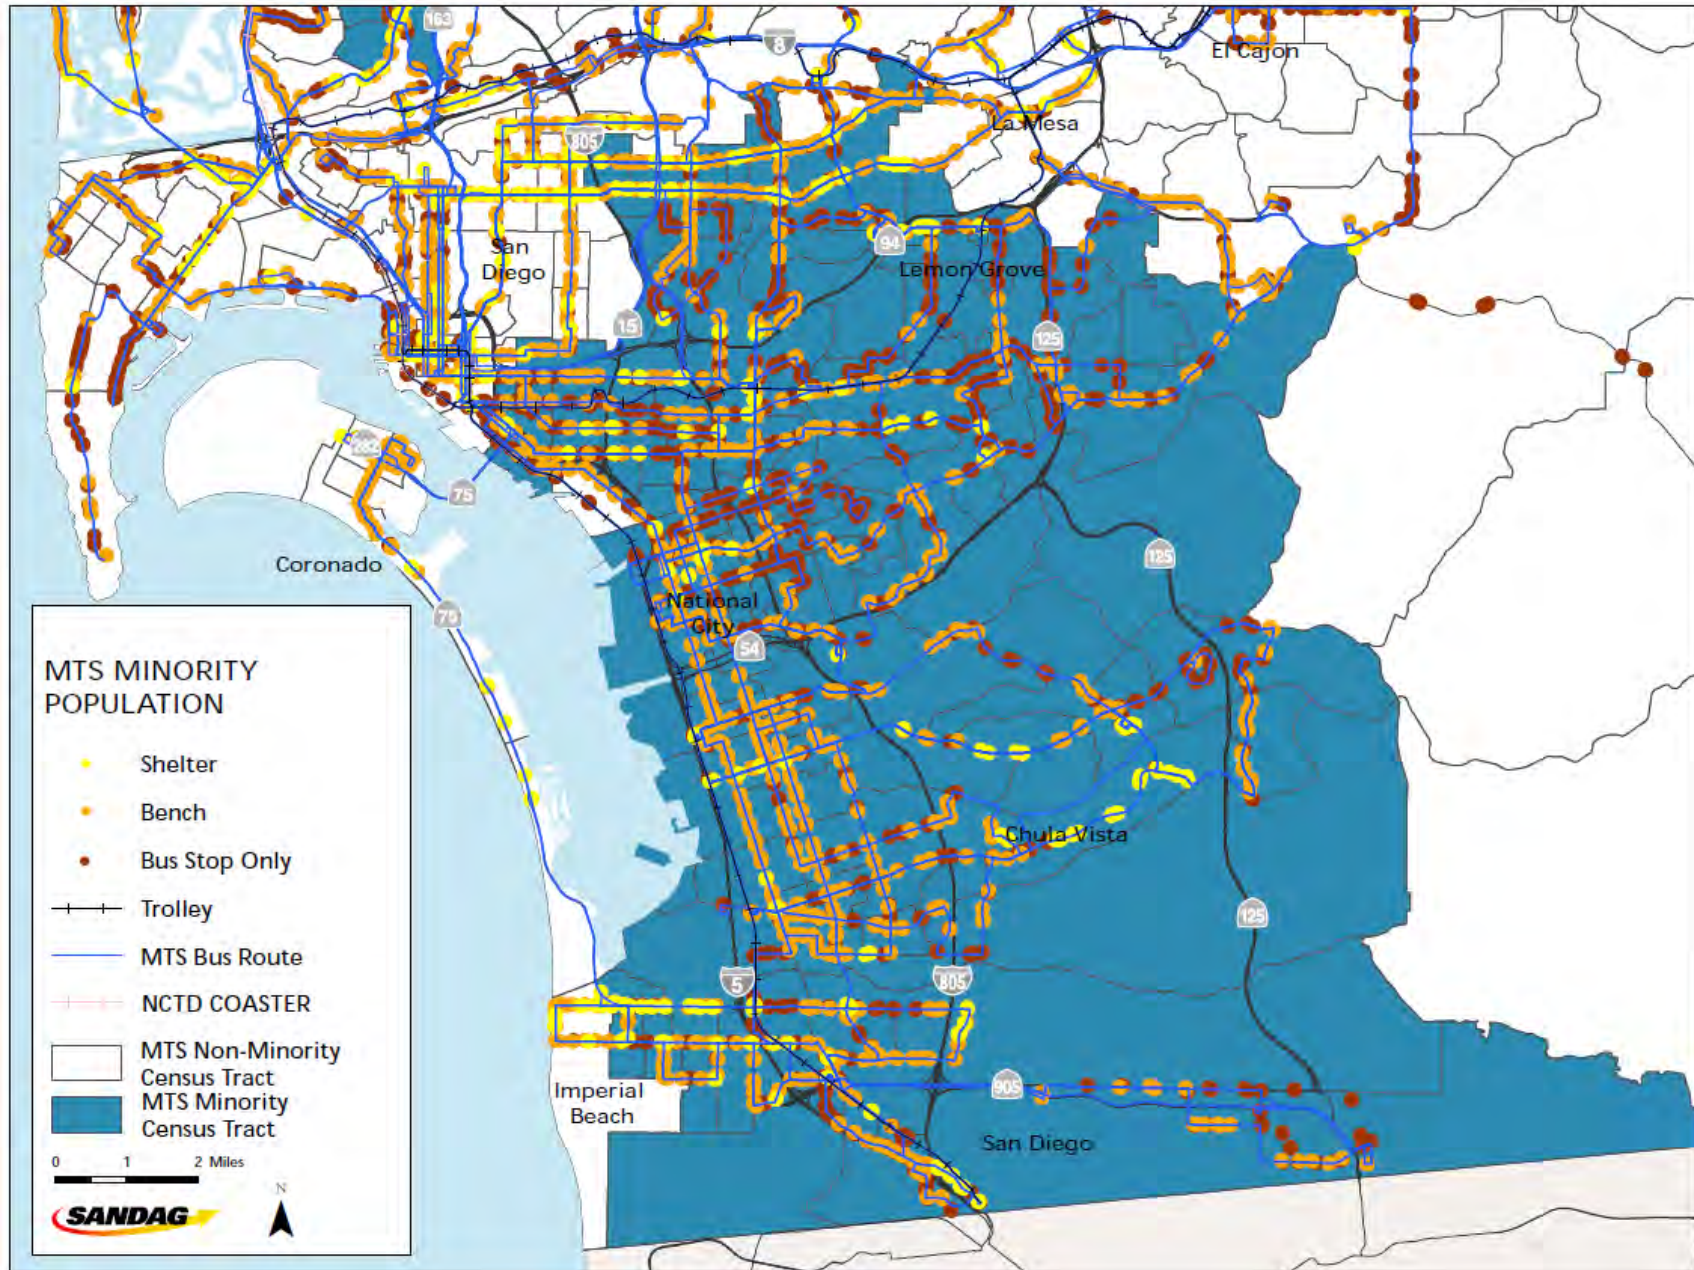 163
8
El Cajon
La Mesa
805
San
Diego
94
Lemon Grove
15
125
282
75
Coronado
125
75
National
City
54
MTS MINORITY
POPULATION
Shelter
Bench
Bus Stop Only
Trolley
MTS Bus Route
NCTD COASTER
MTS Non-Minority
Census Tract
MTS Minority
Census Tract
0 1 2 Miles
SANDAG
N
Chula Vista
125
5
805
Imperial
Beach
905
San Diego